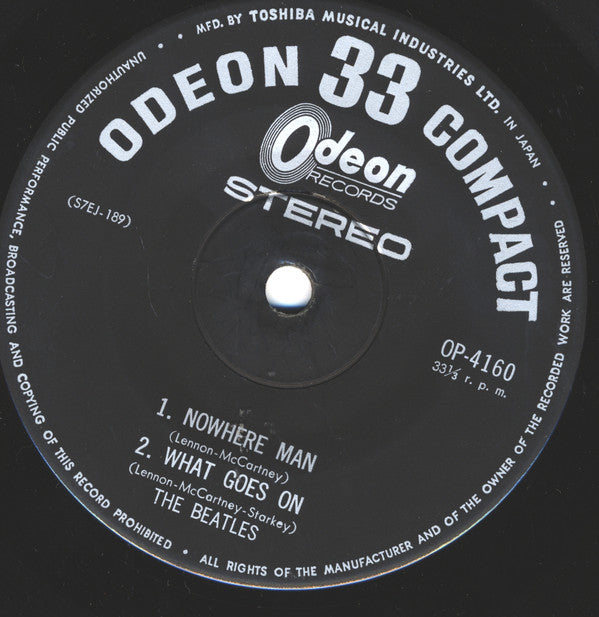 MFD. BY TOSHIBA MUSICAL INDUSTRIES LTD. IN JAPAN
ODEON 33 COMPACT
Odeon
RECORDS
STEREO
(S7EJ-189)
OP-4160
33⅓ r. p. m.
1. NOWHERE MAN
(Lennon-McCartney)
2. WHAT GOES ON
(Lennon-McCartney-Starkey)
THE BEATLES
UNAUTHORIZED PUBLIC PERFORMANCE, BROADCASTING AND COPYING OF THIS RECORD PROHIBITED • ALL RIGHTS OF THE MANUFACTURER AND OF THE OWNER OF THE RECORDED WORK ARE RESERVED